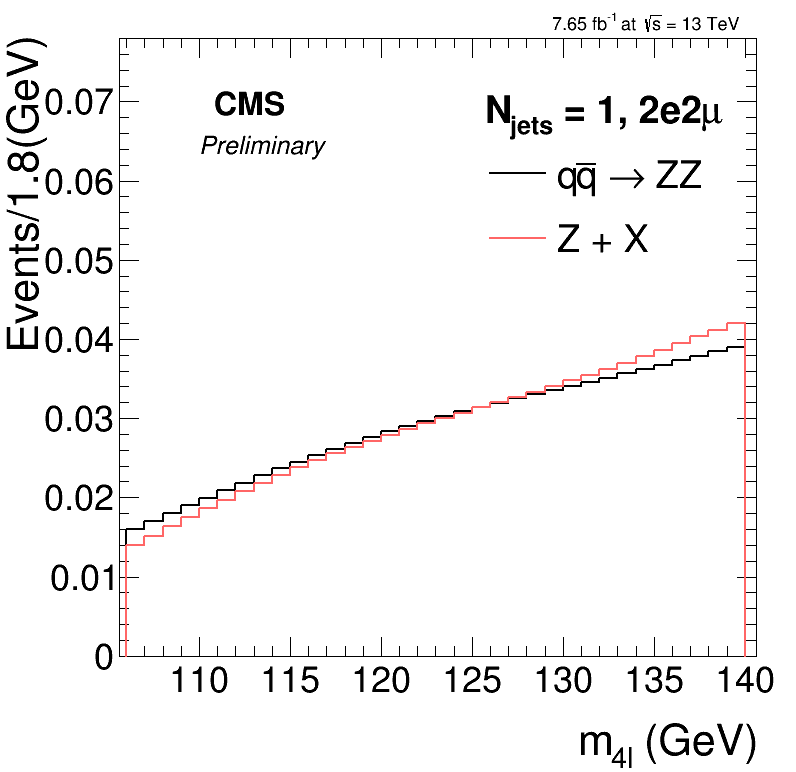 7.65 fb⁻¹ at √s = 13 TeV
CMS
Preliminary
N_jets = 1, 2e2μ
qq̅ → ZZ
Z + X
Events/1.8(GeV)
0.07
0.06
0.05
0.04
0.03
0.02
0.01
0
110 115 120 125 130 135 140
m_4l (GeV)